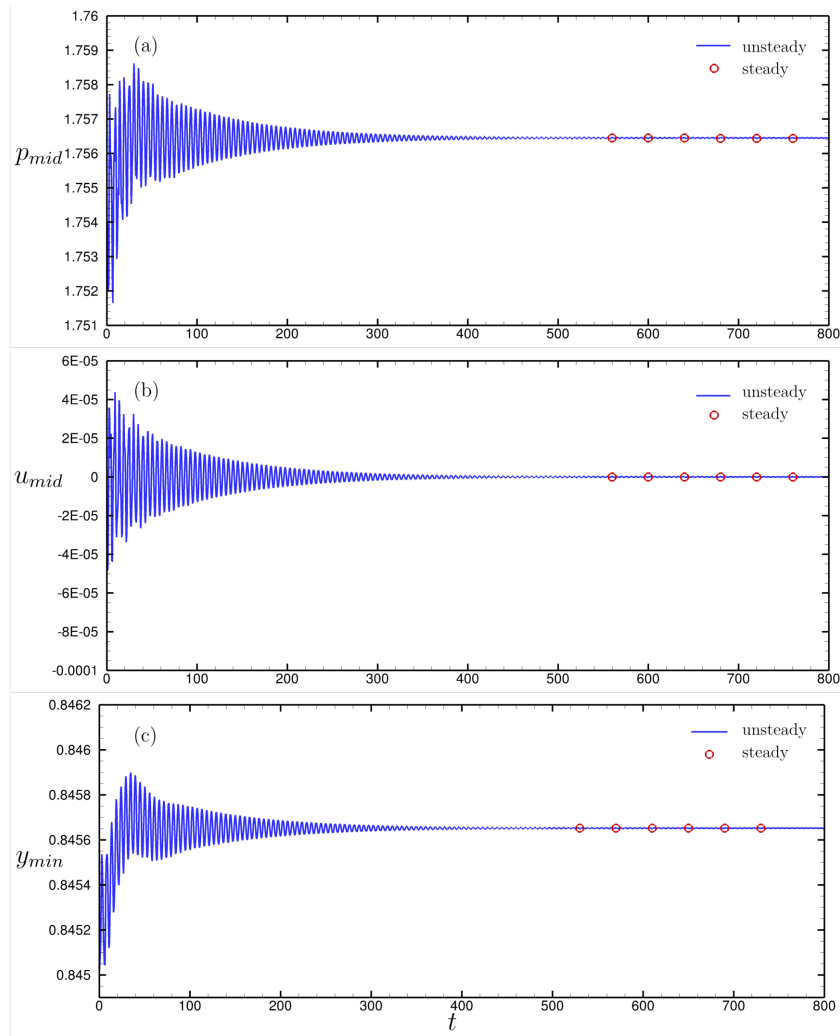 1.76
(a)
unsteady
1.759
steady
1.758
1.757
p_mid
1.756
1.755
1.754
1.753
1.752
1.751
0 100 200 300 400 500 600 700 800
6E-05
(b)
unsteady
4E-05
steady
2E-05
u_mid
0
-2E-05
-4E-05
-6E-05
-8E-05
-0.0001
0 100 200 300 400 500 600 700 800
0.8462
(c)
unsteady
0.846
steady
0.8458
0.8456
y_min
0.8454
0.8452
0.845
0 100 200 300 400 500 600 700 800
t